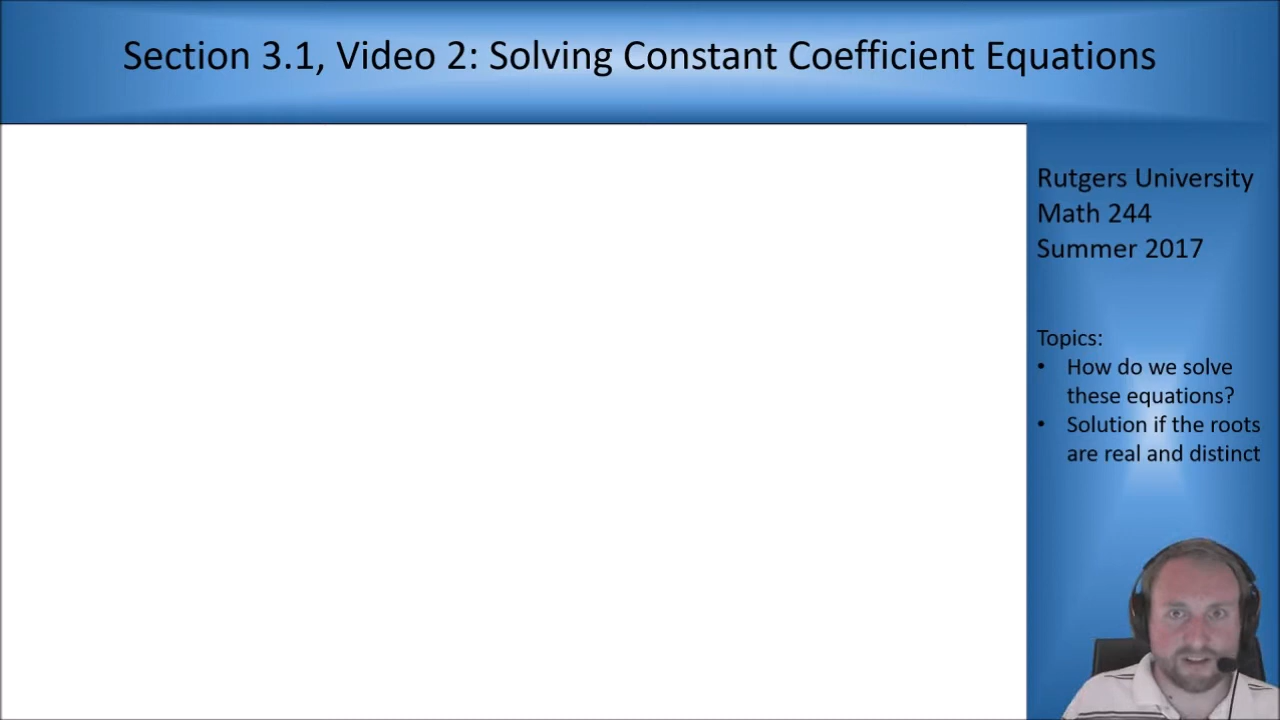 Section 3.1, Video 2: Solving Constant Coefficient Equations
Rutgers University
Math 244
Summer 2017
Topics:
• How do we solve
these equations?
• Solution if the roots
are real and distinct